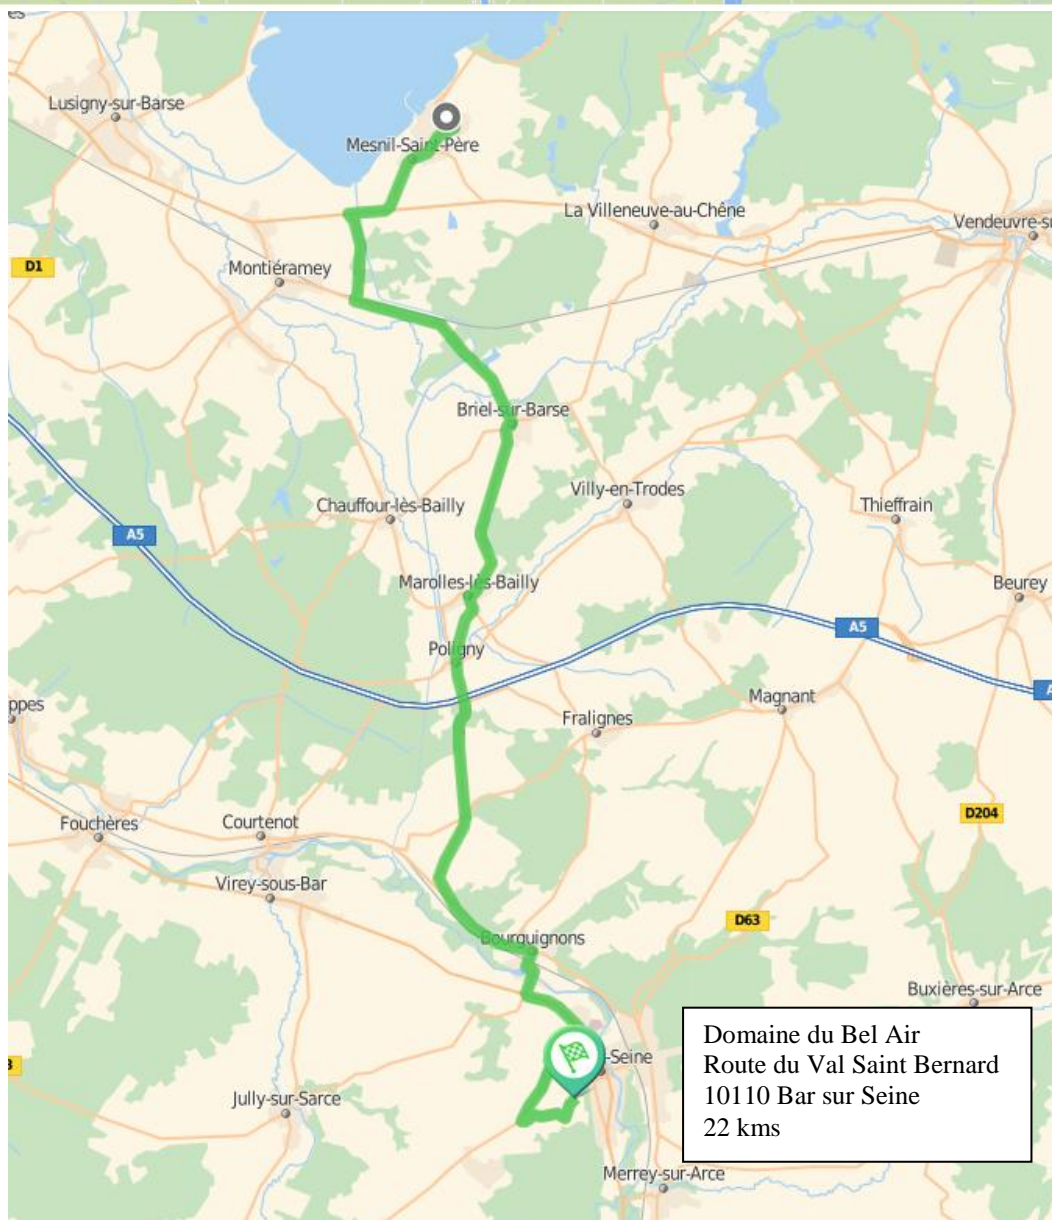 Lusigny-sur-Barse
Mesnil-Saint-Père
La Villeneuve-au-Chêne
Vendeuvre-su
D1
Montiéramey
Briel-sur-Barse
Villy-en-Trodes
Chauffour-lès-Bailly
Thieffrain
A5
Marolles-lès-Bailly
Beurey
A5
Poligny
A
Magnant
ppes
Fralignes
D204
Fouchères
Courtenot
Virey-sous-Bar
D63
Bourguignons
Buxières-sur-Arce
-Seine
Jully-sur-Sarce
Merrey-sur-Arce
Domaine du Bel Air
Route du Val Saint Bernard
10110 Bar sur Seine
22 kms